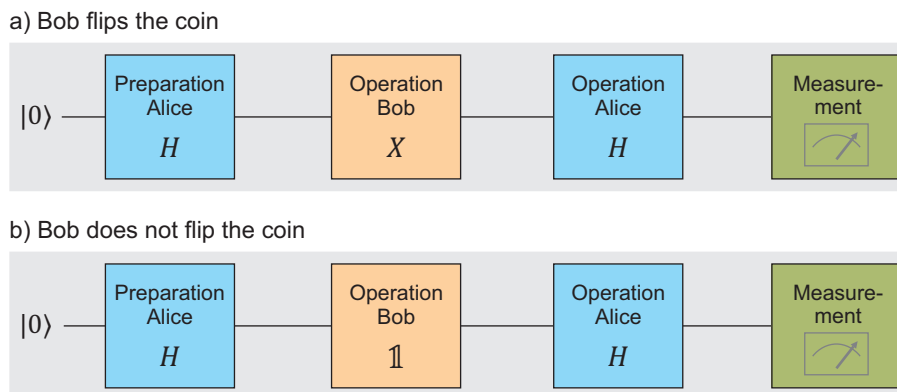 a) Bob flips the coin
|0⟩
Preparation
Alice
H
Operation
Bob
X
Operation
Alice
H
Measure-
ment
b) Bob does not flip the coin
|0⟩
Preparation
Alice
H
Operation
Bob
𝟙
Operation
Alice
H
Measure-
ment